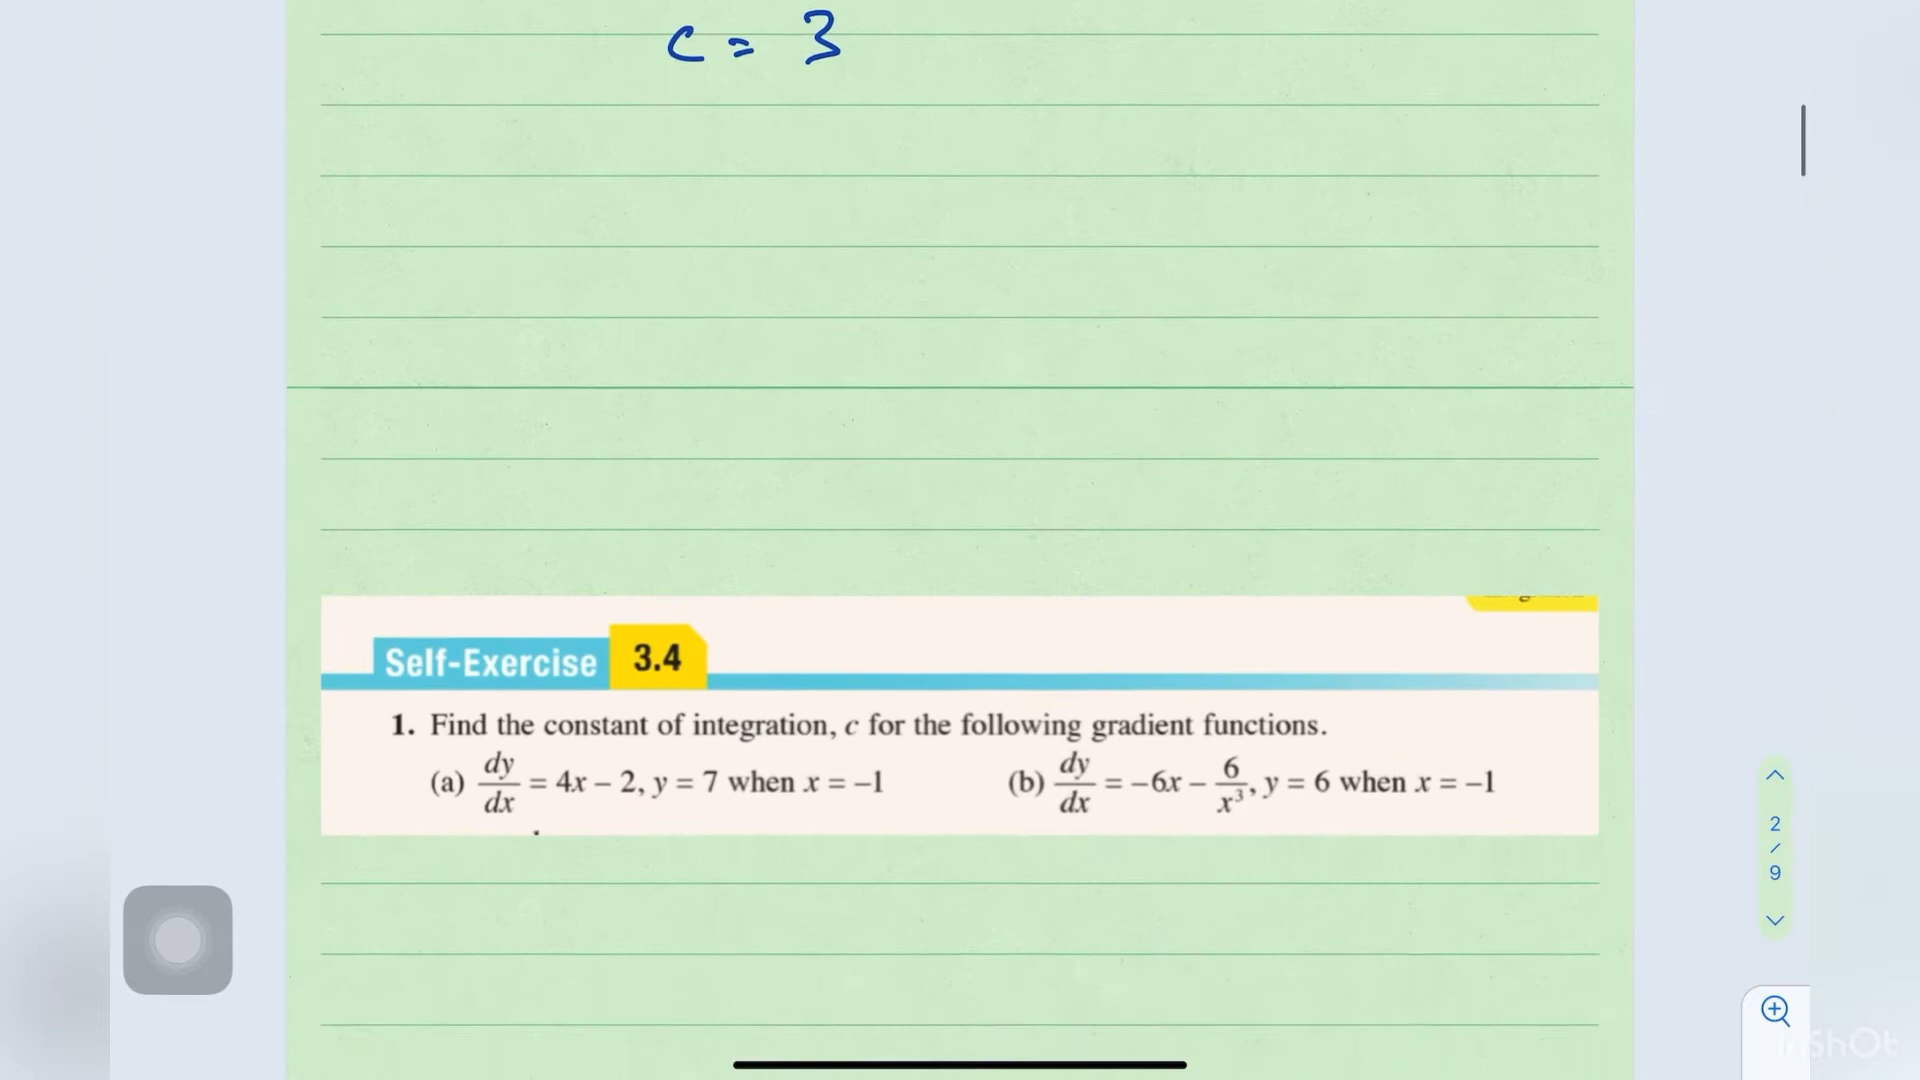 c = 3
Self-Exercise 3.4
1. Find the constant of integration, c for the following gradient functions.
(a) dy/dx = 4x – 2, y = 7 when x = –1 (b) dy/dx = –6x – 6/x³, y = 6 when x = –1
2
/
9
InShOt